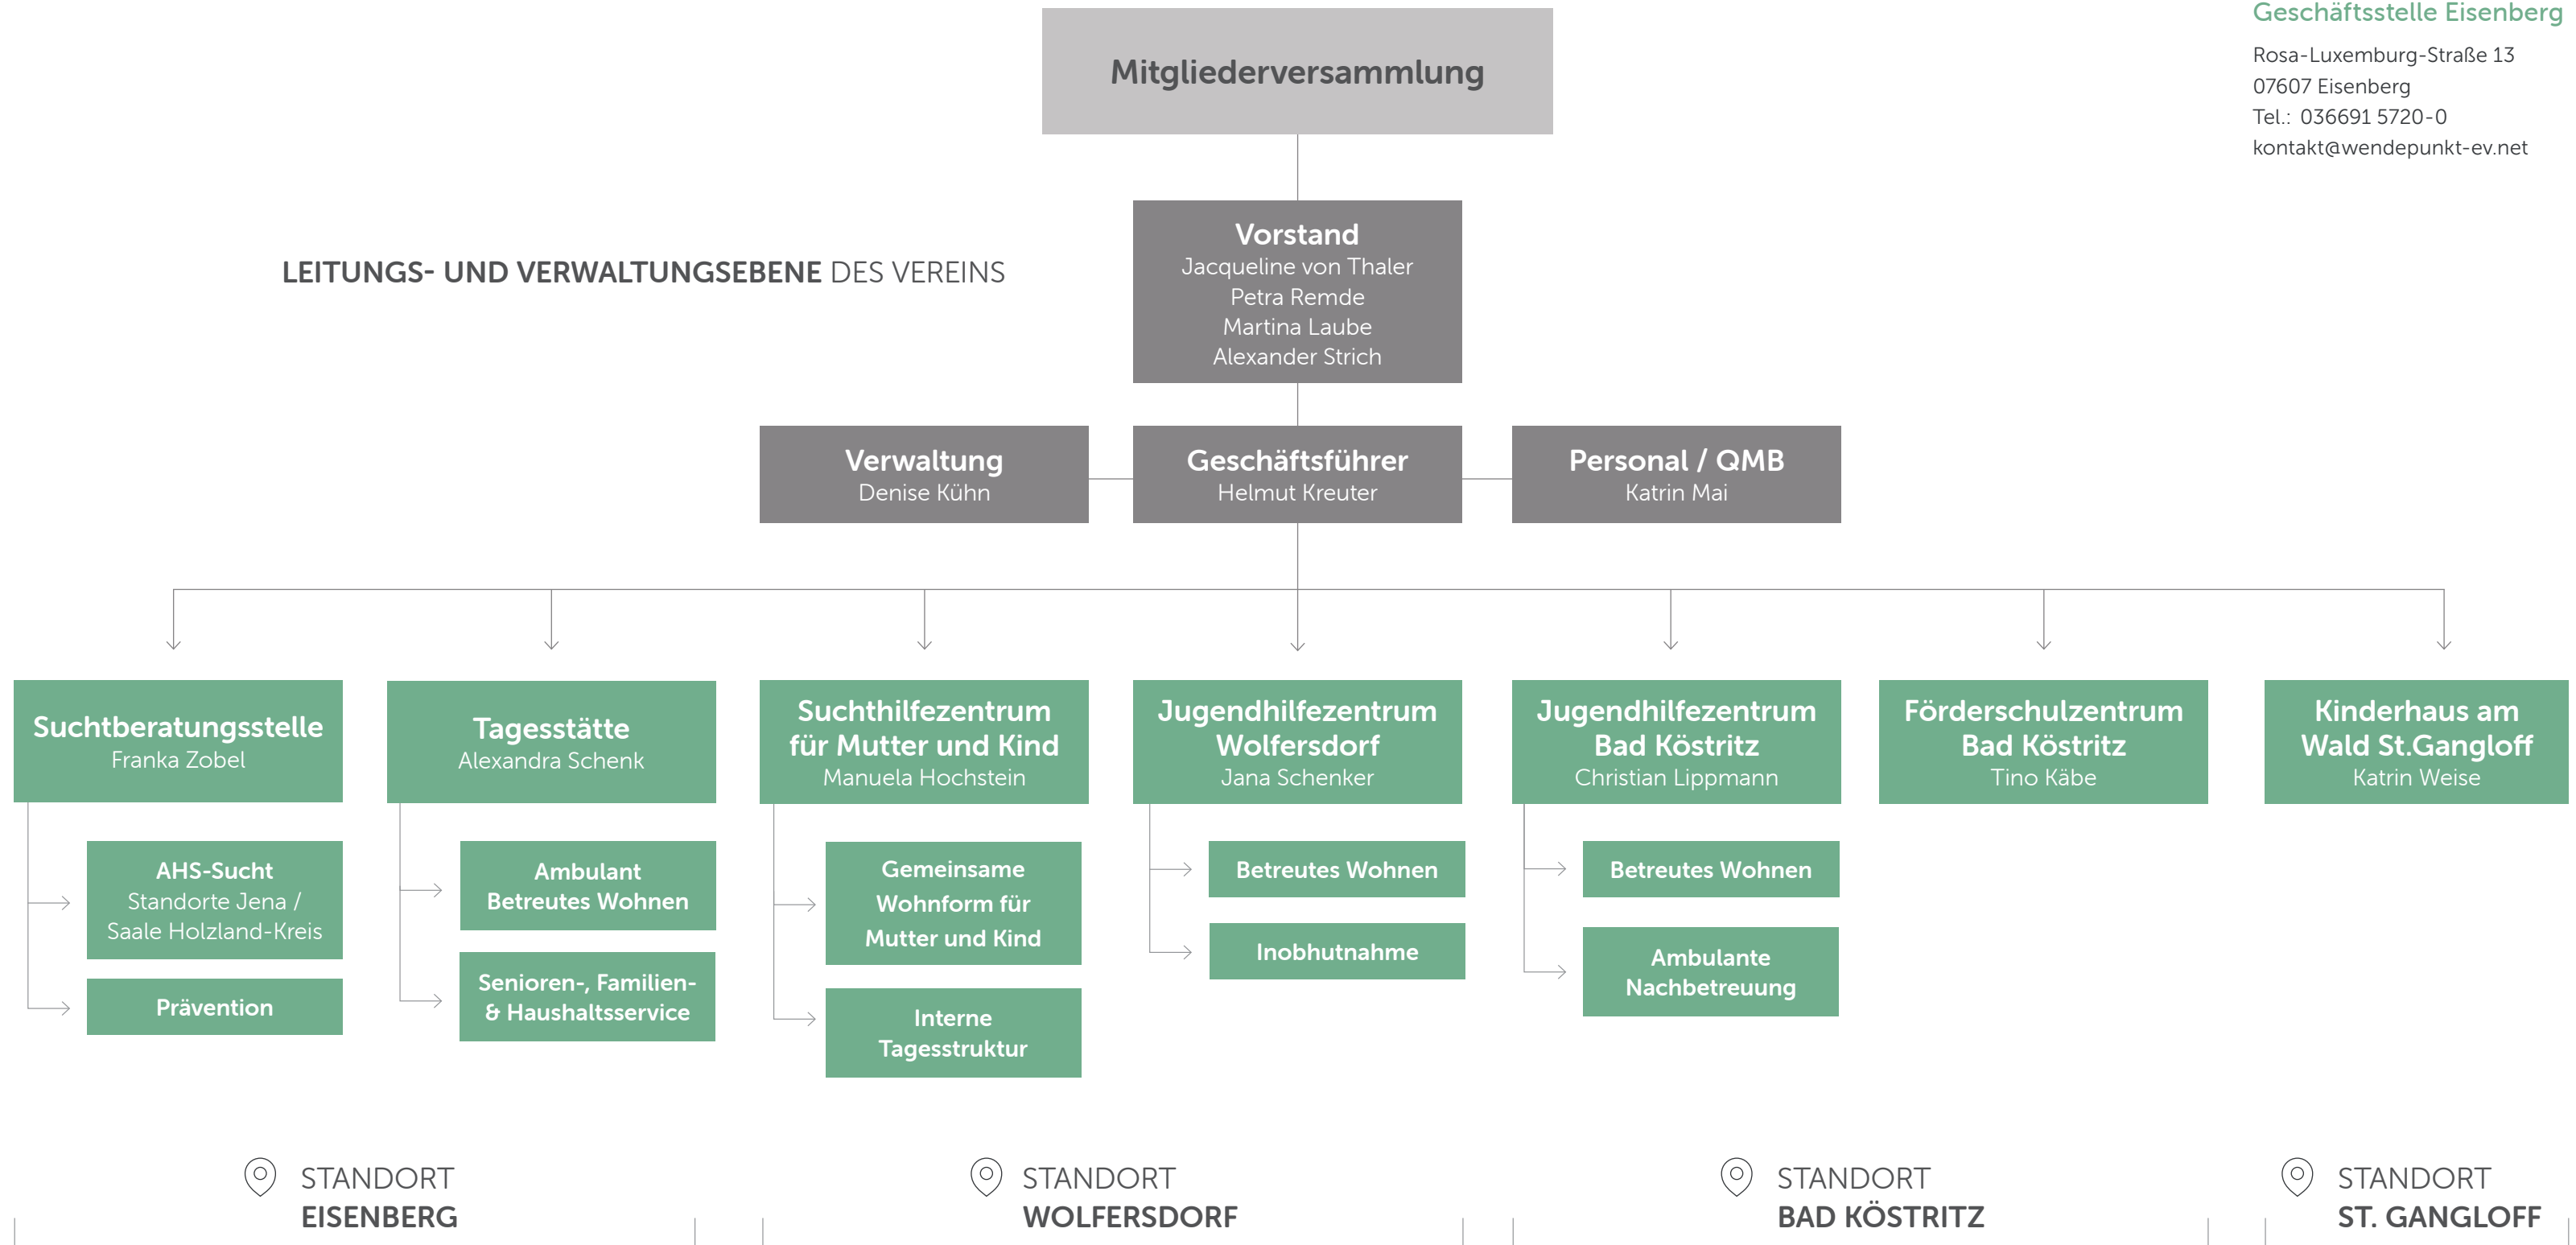 Geschäftsstelle Eisenberg
Rosa-Luxemburg-Straße 13
07607 Eisenberg
Tel.: 036691 5720-0
kontakt@wendepunkt-ev.net
Mitgliederversammlung
LEITUNGS- UND VERWALTUNGSEBENE DES VEREINS
Vorstand
Jacqueline von Thaler
Petra Remde
Martina Laube
Alexander Strich
Verwaltung
Denise Kühn
Geschäftsführer
Helmut Kreuter
Personal / QMB
Katrin Mai
Suchtberatungsstelle
Franka Zobel
AHS-Sucht
Standorte Jena /
Saale Holzland-Kreis
Prävention
Tagesstätte
Alexandra Schenk
Ambulant
Betreutes Wohnen
Senioren-, Familien-
& Haushaltsservice
Suchthilfezentrum
für Mutter und Kind
Manuela Hochstein
Gemeinsame
Wohnform für
Mutter und Kind
Interne
Tagesstruktur
Jugendhilfezentrum
Wolfersdorf
Jana Schenker
Betreutes Wohnen
Inobhutnahme
Jugendhilfezentrum
Bad Köstritz
Christian Lippmann
Betreutes Wohnen
Ambulante
Nachbetreuung
Förderschulzentrum
Bad Köstritz
Tino Käbe
Kinderhaus am
Wald St.Gangloff
Katrin Weise
STANDORT
EISENBERG
STANDORT
WOLFERSDORF
STANDORT
BAD KÖSTRITZ
STANDORT
ST. GANGLOFF